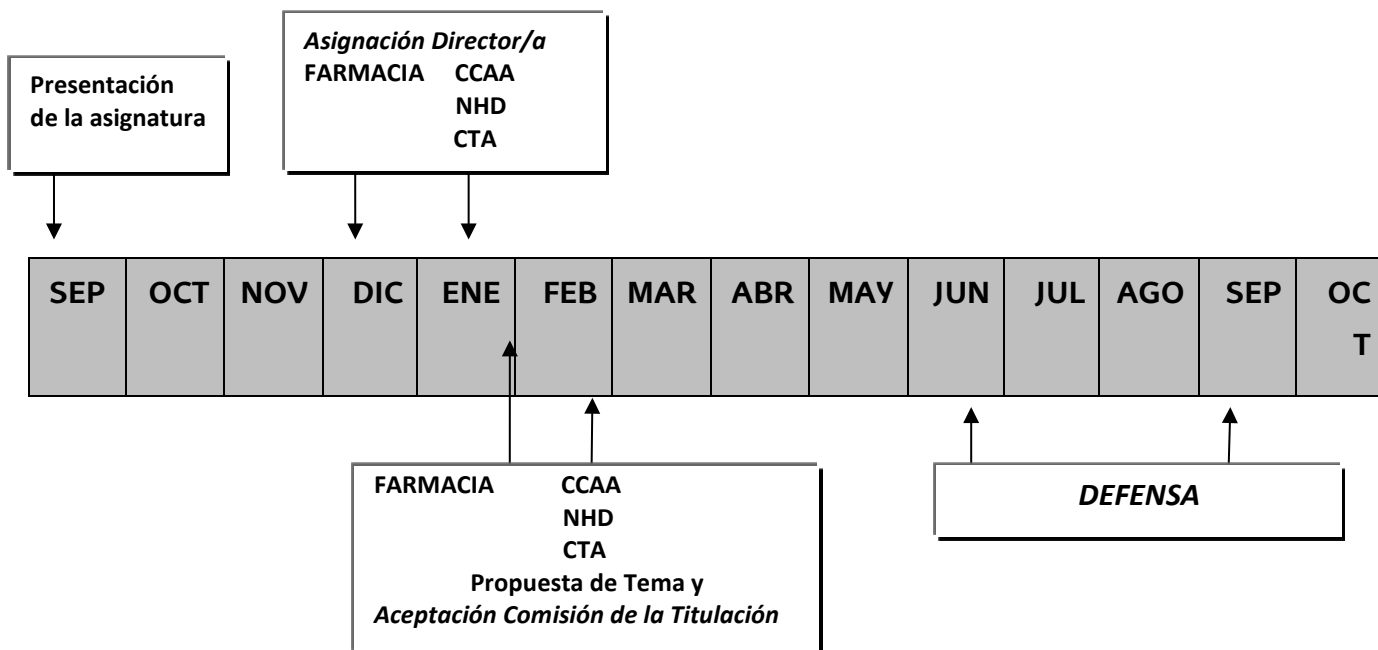 Asignación Director/a
FARMACIA CCAA
NHD
CTA
Presentación
de la asignatura
SEP OCT NOV DIC ENE FEB MAR ABR MAY JUN JUL AGO SEP OC
T
FARMACIA CCAA
NHD
CTA
Propuesta de Tema y
Aceptación Comisión de la Titulación
DEFENSA